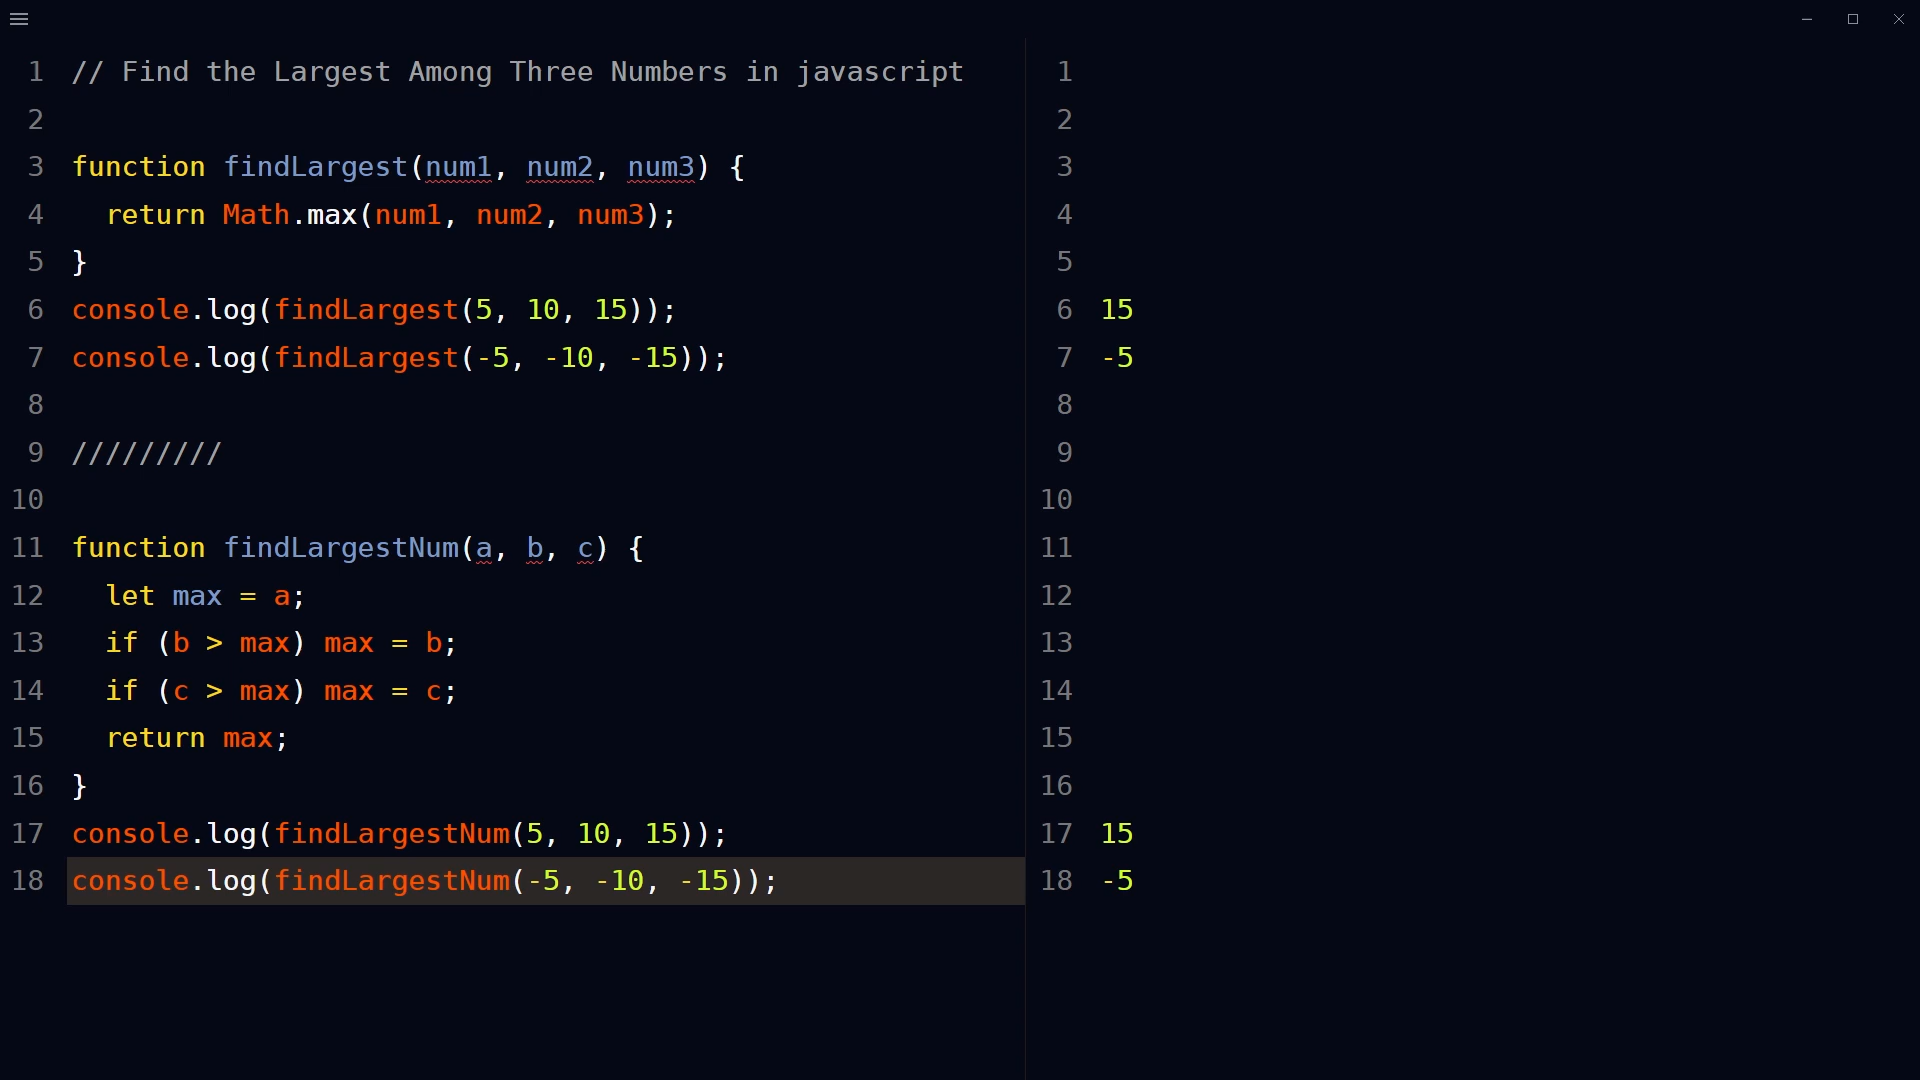 1 // Find the Largest Among Three Numbers in javascript
2
3 function findLargest(num1, num2, num3) {
4   return Math.max(num1, num2, num3);
5 }
6 console.log(findLargest(5, 10, 15));
7 console.log(findLargest(-5, -10, -15));
8
9 /////////
10
11 function findLargestNum(a, b, c) {
12   let max = a;
13   if (b > max) max = b;
14   if (c > max) max = c;
15   return max;
16 }
17 console.log(findLargestNum(5, 10, 15));
18 console.log(findLargestNum(-5, -10, -15));
1
2
3
4
5
6 15
7 -5
8
9
10
11
12
13
14
15
16
17 15
18 -5